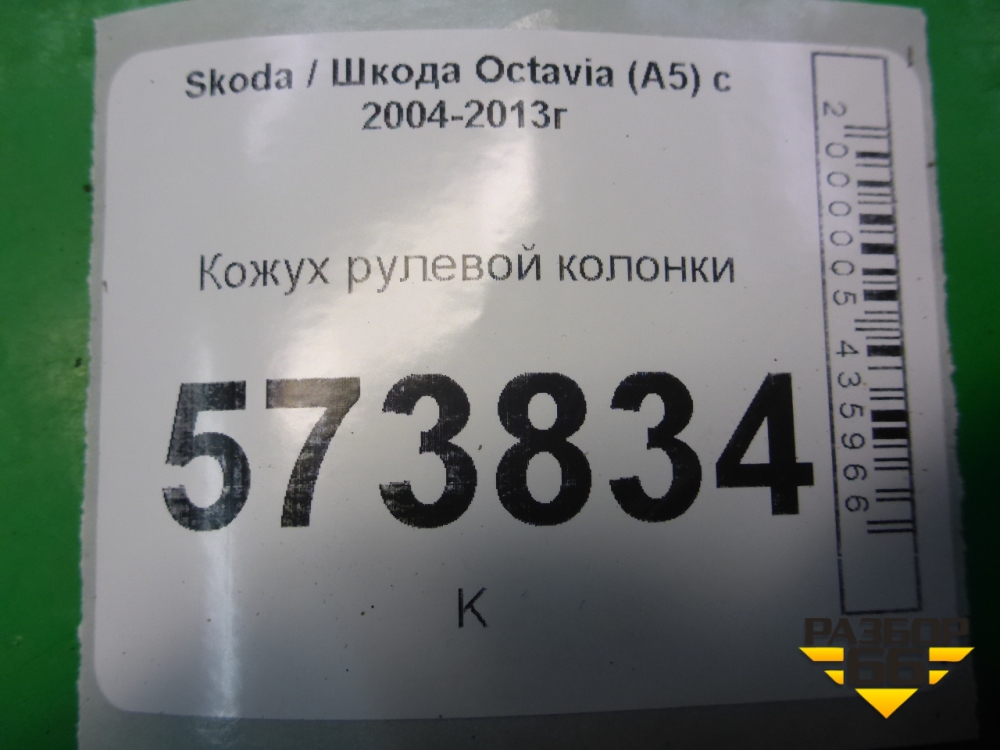 Skoda / Шкода Octavia (A5) с
2004-2013г
Кожух рулевой колонки
573834
К
2000005435966
РАЗБОР
66